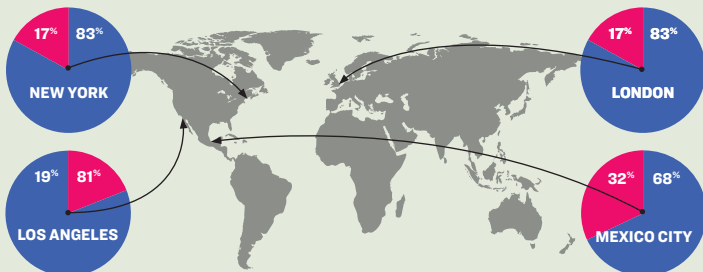 17% 83%
NEW YORK
17% 83%
LONDON
19% 81%
LOS ANGELES
32% 68%
MEXICO CITY